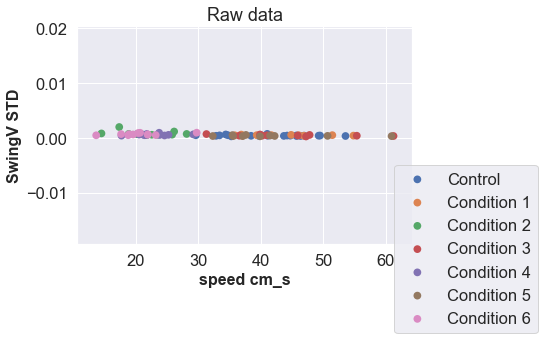 Raw data
0.02
0.01
0.00
−0.01
SwingV STD
20
30
40
50
60
speed cm_s
Control
Condition 1
Condition 2
Condition 3
Condition 4
Condition 5
Condition 6